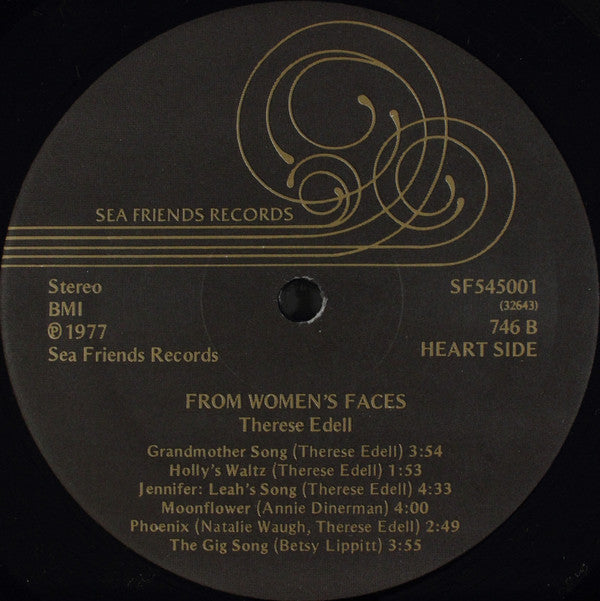 SEA FRIENDS RECORDS
Stereo
BMI
℗1977
Sea Friends Records
SF545001
(32643)
746 B
HEART SIDE
FROM WOMEN'S FACES
Therese Edell
Grandmother Song (Therese Edell) 3:54
Holly's Waltz (Therese Edell) 1:53
Jennifer: Leah's Song (Therese Edell) 4:33
Moonflower (Annie Dinerman) 4:00
Phoenix (Natalie Waugh, Therese Edell) 2:49
The Gig Song (Betsy Lippitt) 3:55